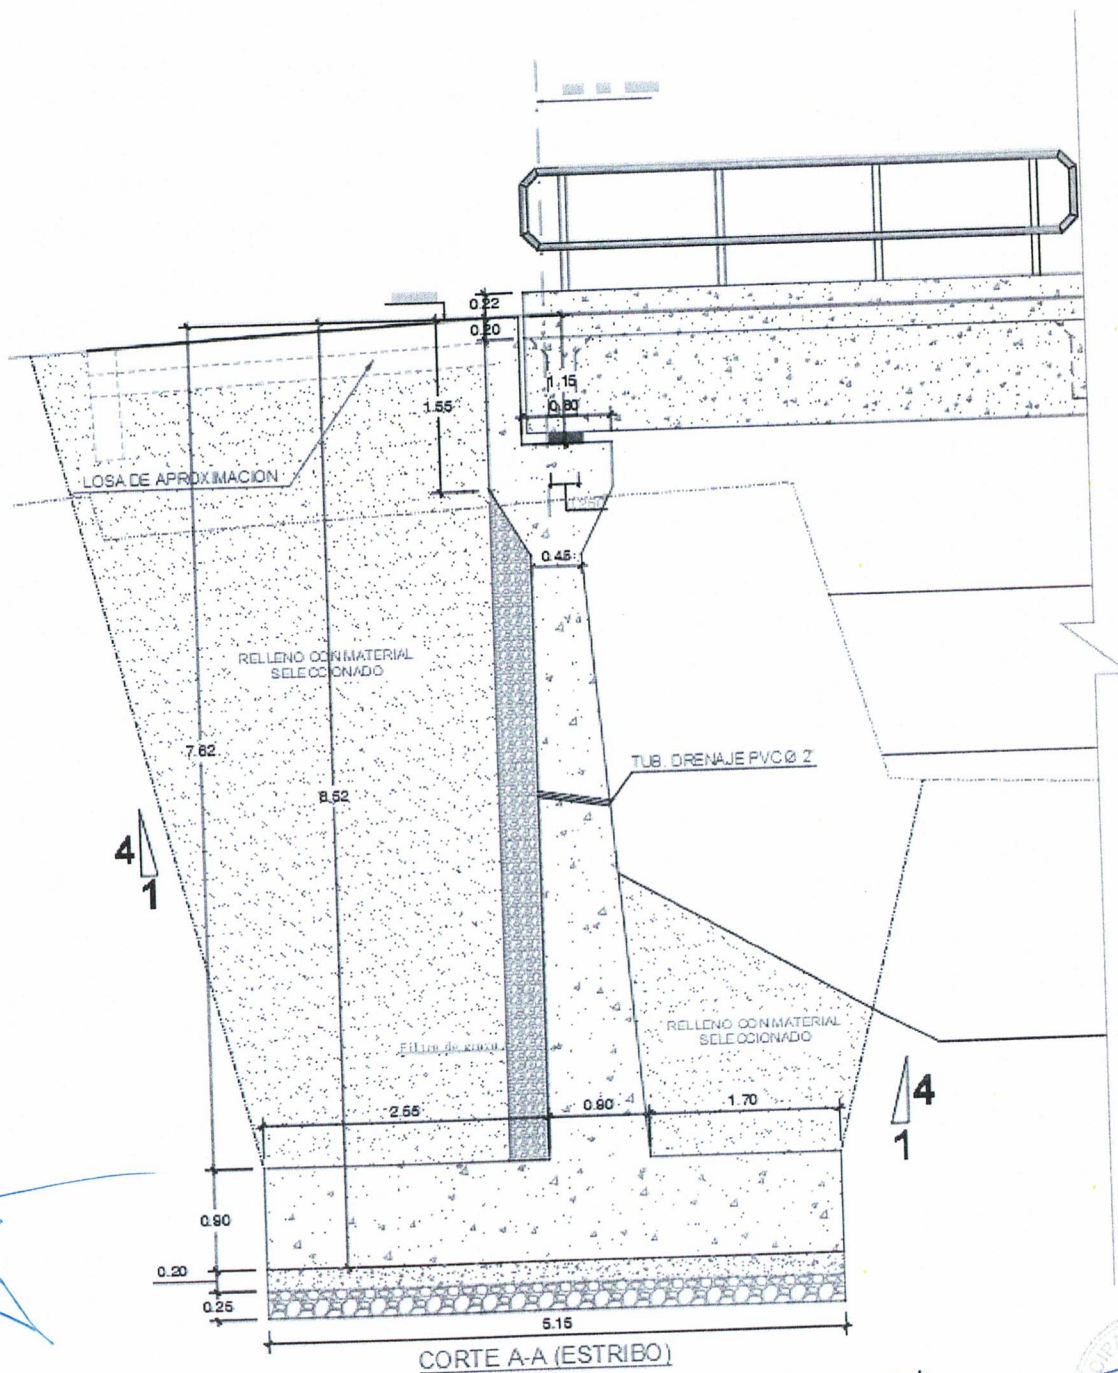 0.22
0.20
1.15
0.80
1.55
LOSA DE APROXIMACION
0.45
RELLENO CON MATERIAL
SELECCIONADO
7.62
TUB. DRENAJE PVC Ø 2"
8.52
4
1
RELLENO CON MATERIAL
SELECCIONADO
Filtro de grava
4
1
2.55
0.90
1.70
0.90
0.20
0.25
5.15
CORTE A-A (ESTRIBO)